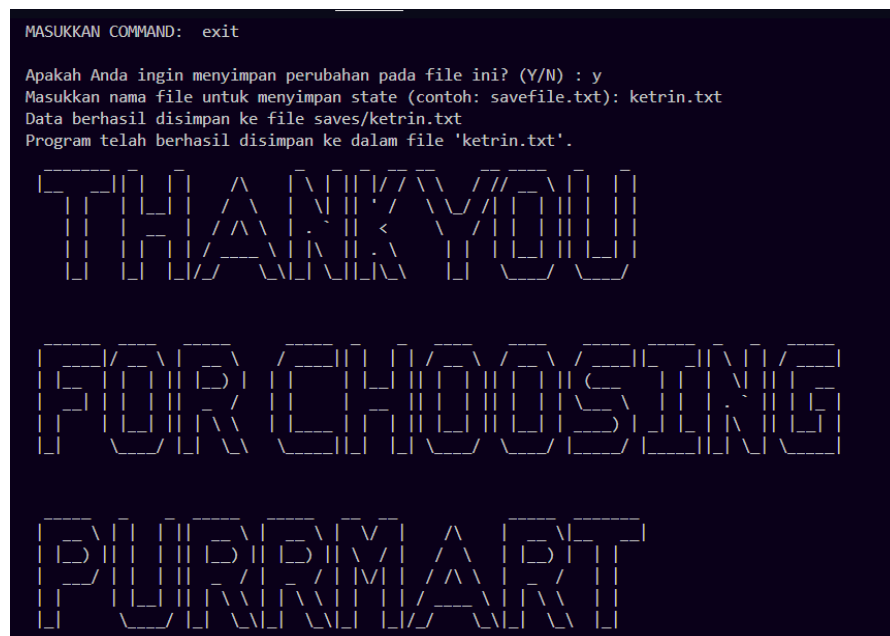 MASUKKAN COMMAND:  exit
Apakah Anda ingin menyimpan perubahan pada file ini? (Y/N) : y
Masukkan nama file untuk menyimpan state (contoh: savefile.txt): ketrin.txt
Data berhasil disimpan ke file saves/ketrin.txt
Program telah berhasil disimpan ke dalam file 'ketrin.txt'.
THANKYOU
FOR CHOOSING
PURRMART